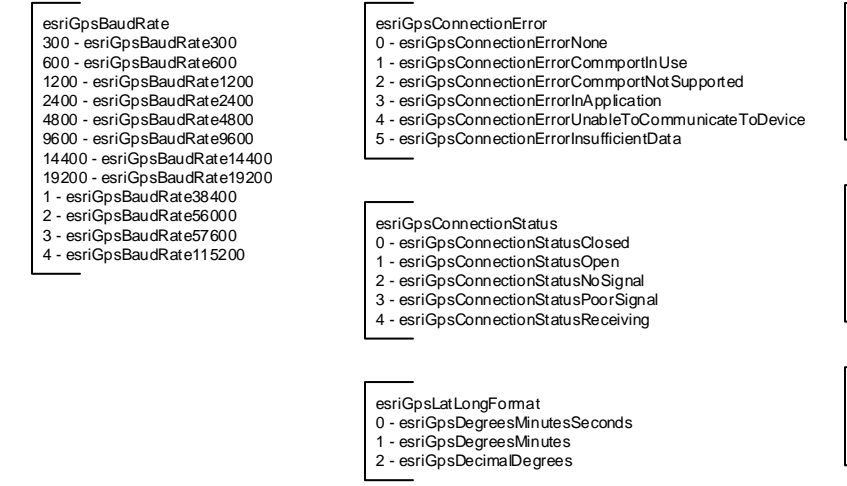 esriGpsBaudRate
300 - esriGpsBaudRate300
600 - esriGpsBaudRate600
1200 - esriGpsBaudRate1200
2400 - esriGpsBaudRate2400
4800 - esriGpsBaudRate4800
9600 - esriGpsBaudRate9600
14400 - esriGpsBaudRate14400
19200 - esriGpsBaudRate19200
1 - esriGpsBaudRate38400
2 - esriGpsBaudRate56000
3 - esriGpsBaudRate57600
4 - esriGpsBaudRate115200
esriGpsConnectionError
0 - esriGpsConnectionErrorNone
1 - esriGpsConnectionErrorCommportInUse
2 - esriGpsConnectionErrorCommportNotSupported
3 - esriGpsConnectionErrorInApplication
4 - esriGpsConnectionErrorUnableToCommunicateToDevice
5 - esriGpsConnectionErrorInsufficientData
esriGpsConnectionStatus
0 - esriGpsConnectionStatusClosed
1 - esriGpsConnectionStatusOpen
2 - esriGpsConnectionStatusNoSignal
3 - esriGpsConnectionStatusPoorSignal
4 - esriGpsConnectionStatusReceiving
esriGpsLatLongFormat
0 - esriGpsDegreesMinutesSeconds
1 - esriGpsDegreesMinutes
2 - esriGpsDecimalDegrees